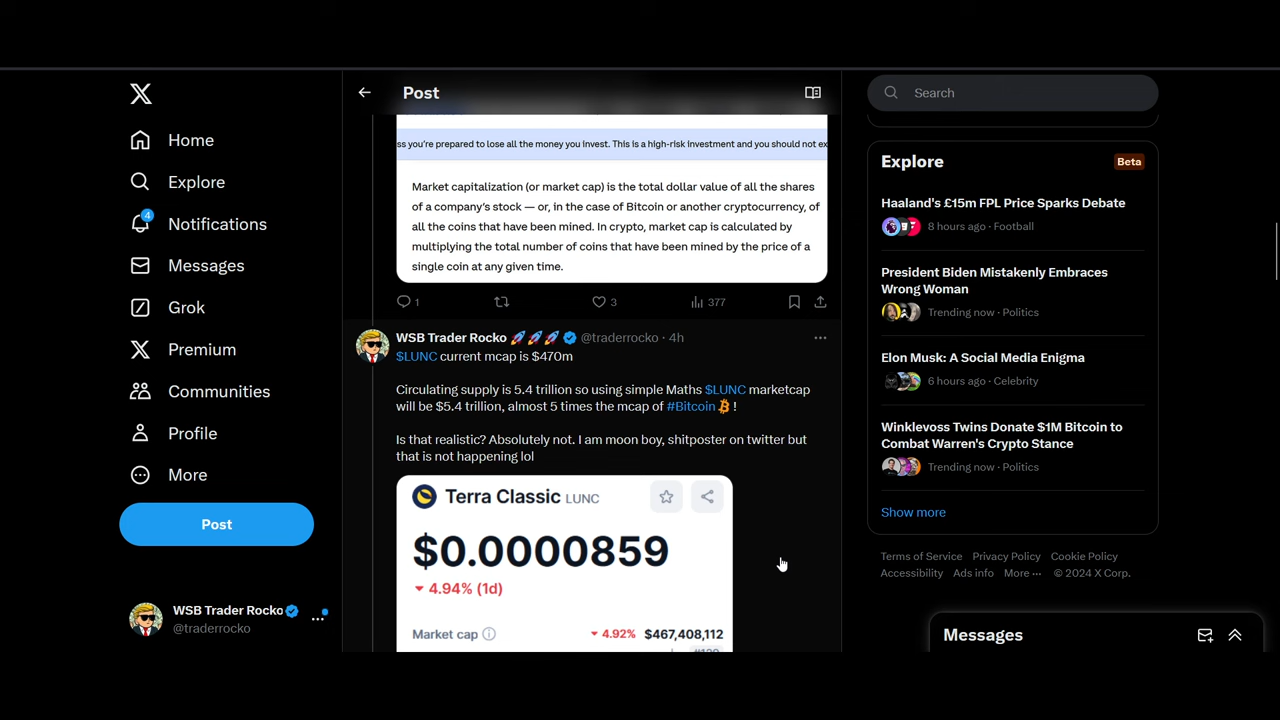 Home
Explore
4
Notifications
Messages
Grok
Premium
Communities
Profile
More
Post
WSB Trader Rocko
@traderrocko
Post
ss you're prepared to lose all the money you invest. This is a high-risk investment and you should not ex
Market capitalization (or market cap) is the total dollar value of all the shares
of a company's stock — or, in the case of Bitcoin or another cryptocurrency, of
all the coins that have been mined. In crypto, market cap is calculated by
multiplying the total number of coins that have been mined by the price of a
single coin at any given time.
1
3
377
WSB Trader Rocko 🚀🚀🚀 @traderrocko · 4h
$LUNC current mcap is $470m
Circulating supply is 5.4 trillion so using simple Maths $LUNC marketcap
will be $5.4 trillion, almost 5 times the mcap of #Bitcoin !
Is that realistic? Absolutely not. I am moon boy, shitposter on twitter but
that is not happening lol
Terra Classic LUNC
$0.0000859
4.94% (1d)
Market cap 4.92% $467,408,112
Search
Explore
Beta
Haaland's £15m FPL Price Sparks Debate
8 hours ago · Football
President Biden Mistakenly Embraces
Wrong Woman
Trending now · Politics
Elon Musk: A Social Media Enigma
6 hours ago · Celebrity
Winklevoss Twins Donate $1M Bitcoin to
Combat Warren's Crypto Stance
Trending now · Politics
Show more
Terms of Service Privacy Policy Cookie Policy
Accessibility Ads info More ··· © 2024 X Corp.
Messages